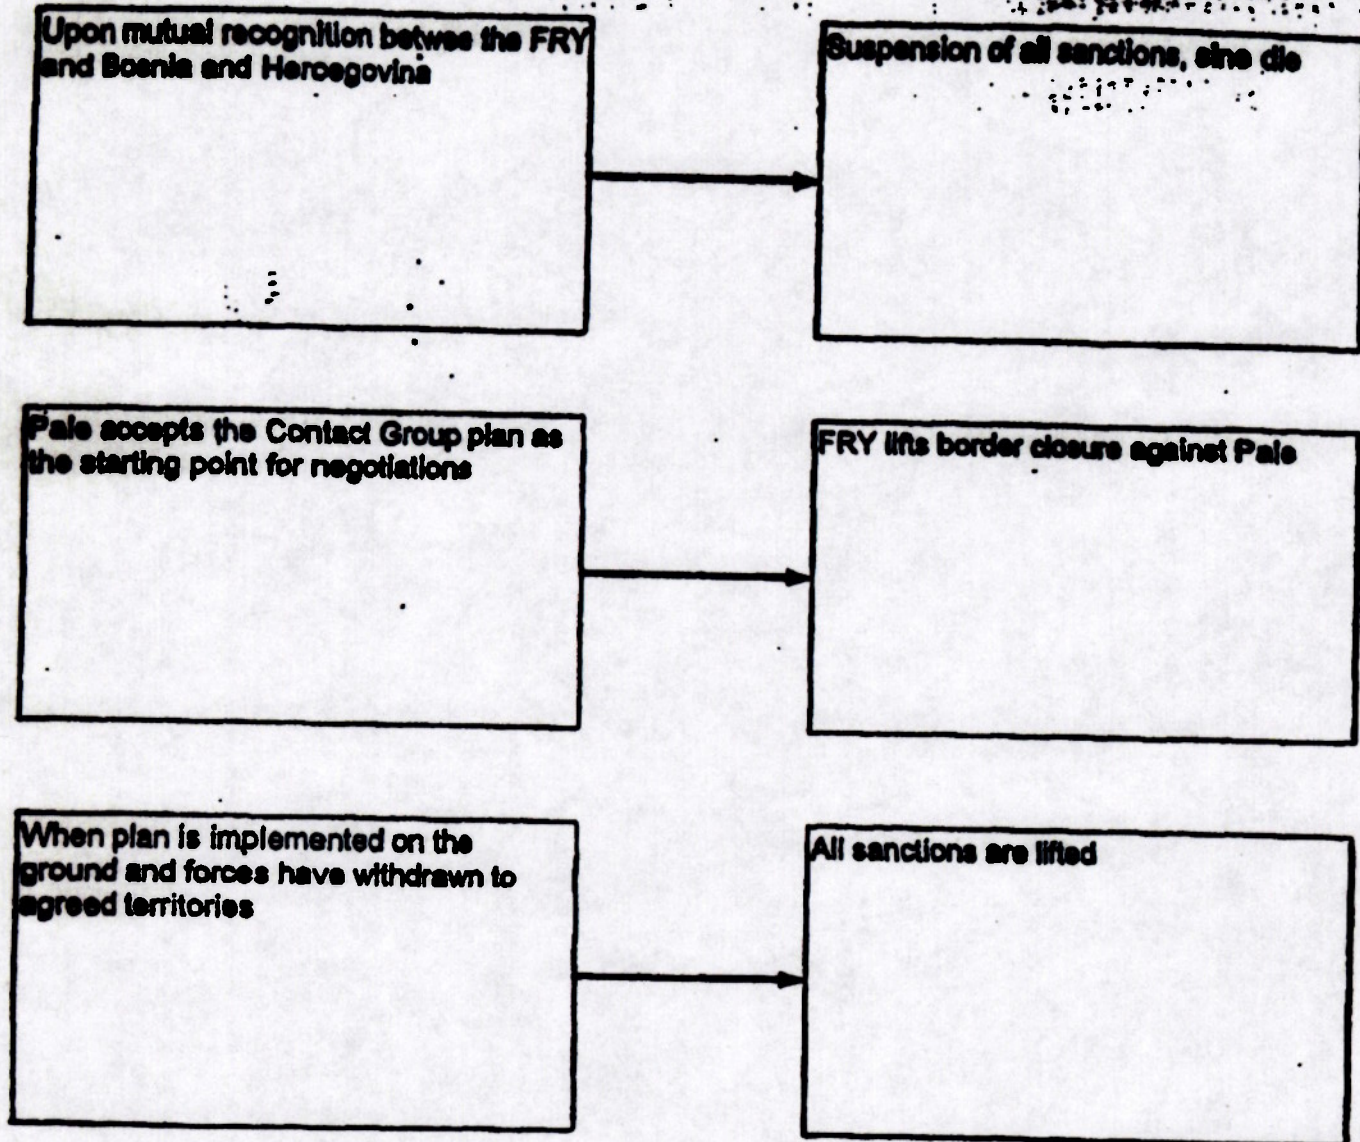 Upon mutual recognition betwee the FRY
and Bosnia and Hercegovina
Suspension of all sanctions, sine die
Pale accepts the Contact Group plan as
the starting point for negotiations
FRY lifts border closure against Pale
When plan is implemented on the
ground and forces have withdrawn to
agreed territories
All sanctions are lifted